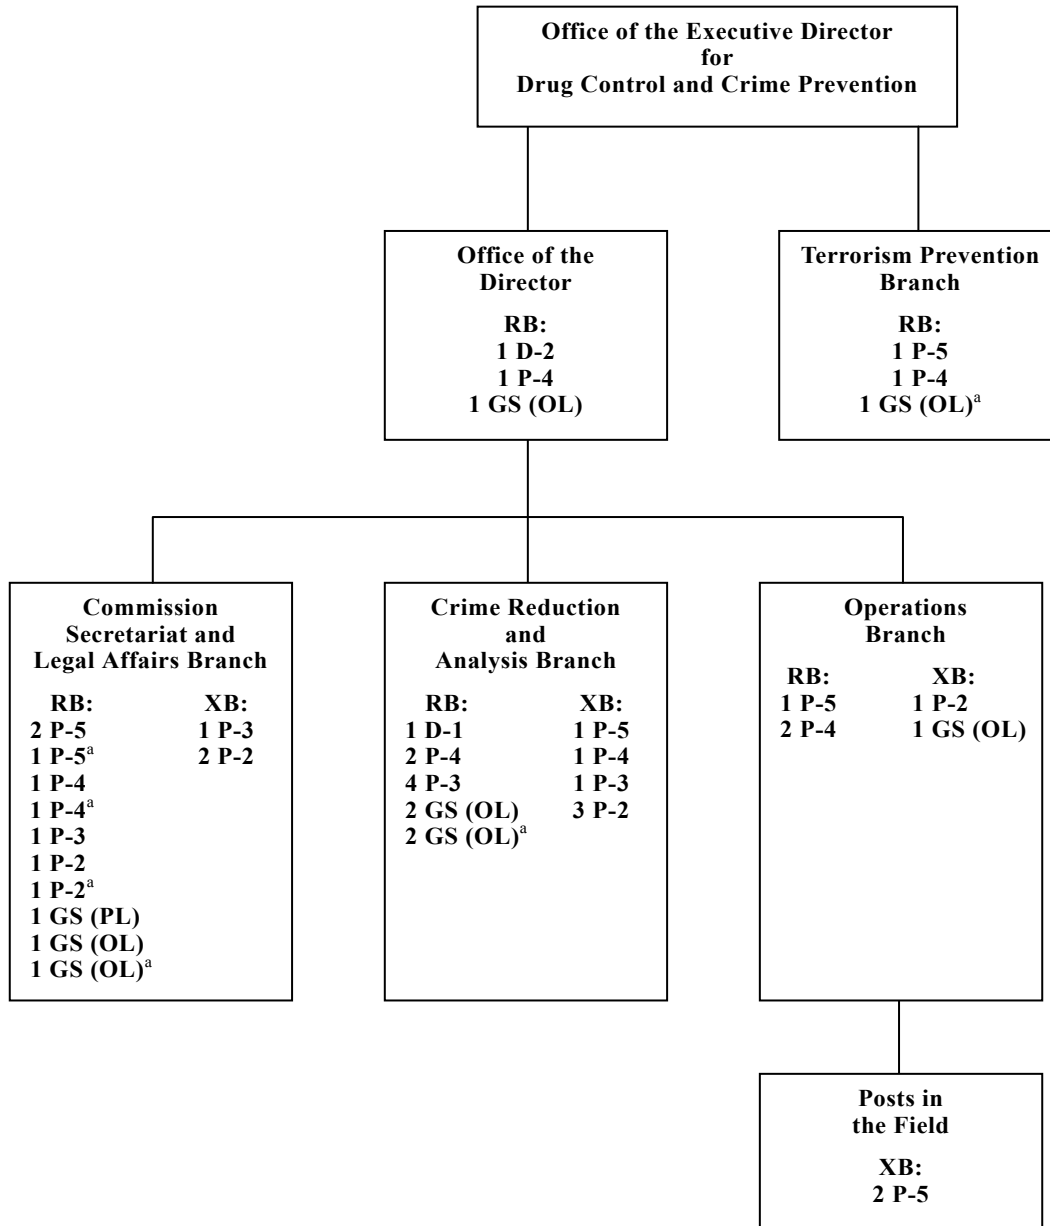 Office of the Executive Director
for
Drug Control and Crime Prevention
Office of the
Director
RB:
1 D-2
1 P-4
1 GS (OL)
Terrorism Prevention
Branch
RB:
1 P-5
1 P-4
1 GS (OL)ª
Commission
Secretariat and
Legal Affairs Branch
RB:
2 P-5
1 P-5ª
1 P-4
1 P-4ª
1 P-3
1 P-2
1 P-2ª
1 GS (PL)
1 GS (OL)
1 GS (OL)ª
XB:
1 P-3
2 P-2
Crime Reduction
and
Analysis Branch
RB:
1 D-1
2 P-4
4 P-3
2 GS (OL)
2 GS (OL)ª
XB:
1 P-5
1 P-4
1 P-3
3 P-2
Operations
Branch
RB:
1 P-5
2 P-4
XB:
1 P-2
1 GS (OL)
Posts in
the Field
XB:
2 P-5